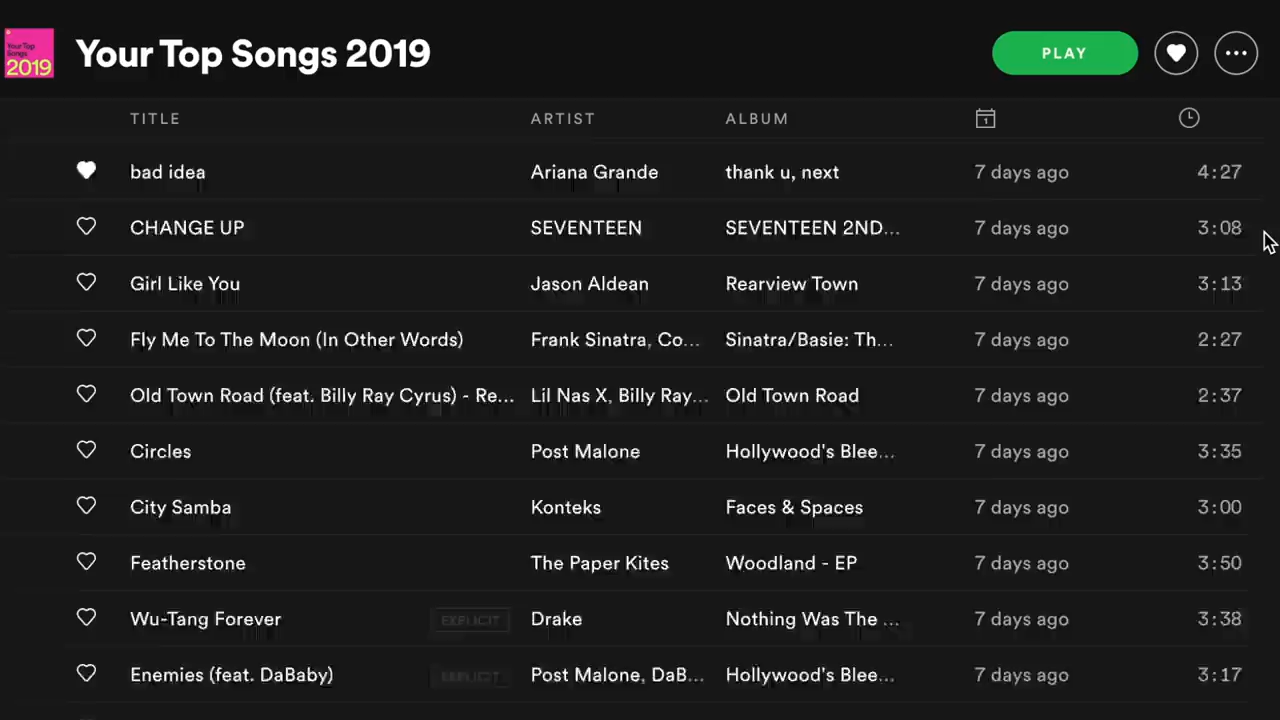 Your Top Songs 2019
Your Top Songs 2019 PLAY
TITLE ARTIST ALBUM
bad idea Ariana Grande thank u, next 7 days ago 4:27
CHANGE UP SEVENTEEN SEVENTEEN 2ND... 7 days ago 3:08
Girl Like You Jason Aldean Rearview Town 7 days ago 3:13
Fly Me To The Moon (In Other Words) Frank Sinatra, Co... Sinatra/Basie: Th... 7 days ago 2:27
Old Town Road (feat. Billy Ray Cyrus) - Re... Lil Nas X, Billy Ray... Old Town Road 7 days ago 2:37
Circles Post Malone Hollywood's Blee... 7 days ago 3:35
City Samba Konteks Faces & Spaces 7 days ago 3:00
Featherstone The Paper Kites Woodland - EP 7 days ago 3:50
Wu-Tang Forever EXPLICIT Drake Nothing Was The ... 7 days ago 3:38
Enemies (feat. DaBaby) EXPLICIT Post Malone, DaB... Hollywood's Blee... 7 days ago 3:17